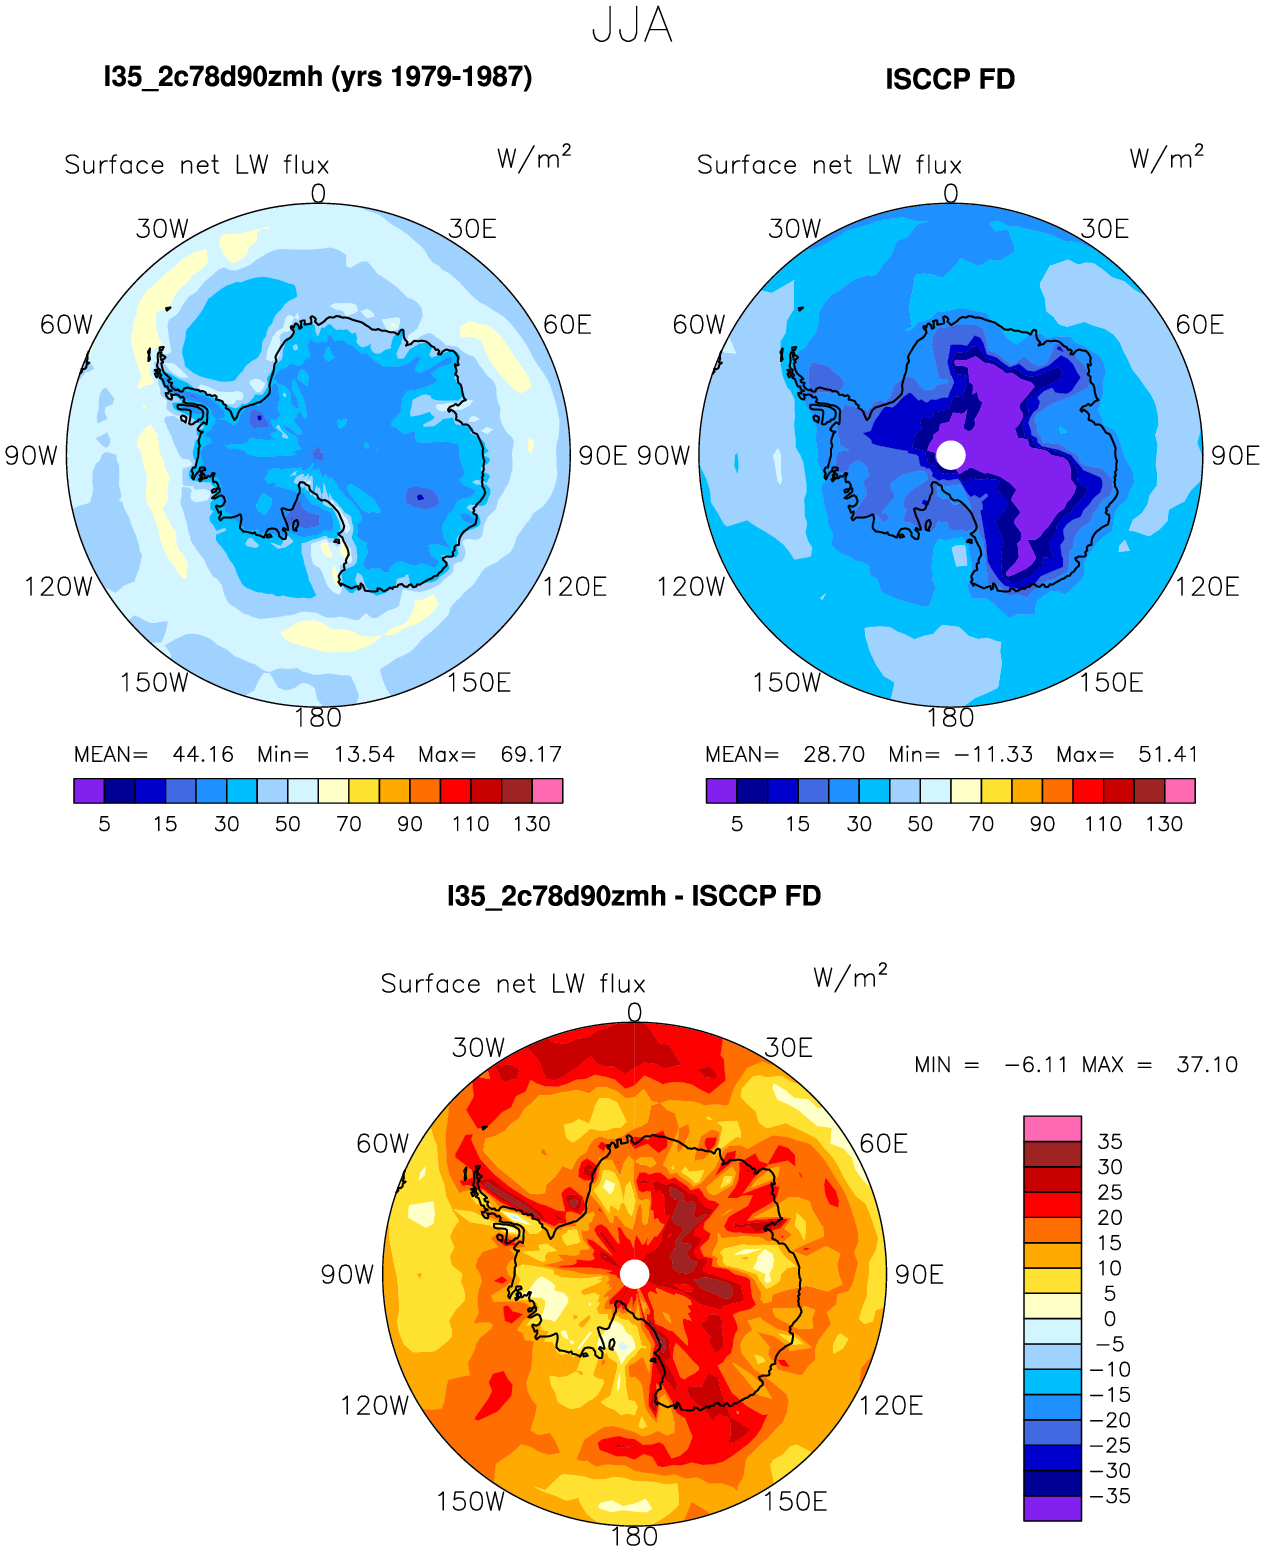 JJA
I35_2c78d90zmh (yrs 1979-1987)
ISCCP FD
Surface net LW flux W/m²
0
30W 30E
60W 60E
90W 90E
120W 120E
150W 150E
180
MEAN= 44.16 Min= 13.54 Max= 69.17
5 15 30 50 70 90 110 130
Surface net LW flux W/m²
0
30W 30E
60W 60E
90W 90E
120W 120E
150W 150E
180
MEAN= 28.70 Min= −11.33 Max= 51.41
5 15 30 50 70 90 110 130
I35_2c78d90zmh - ISCCP FD
Surface net LW flux W/m²
0
30W 30E
60W 60E
90W 90E
120W 120E
150W 150E
180
MIN = −6.11 MAX = 37.10
35
30
25
20
15
10
5
0
−5
−10
−15
−20
−25
−30
−35